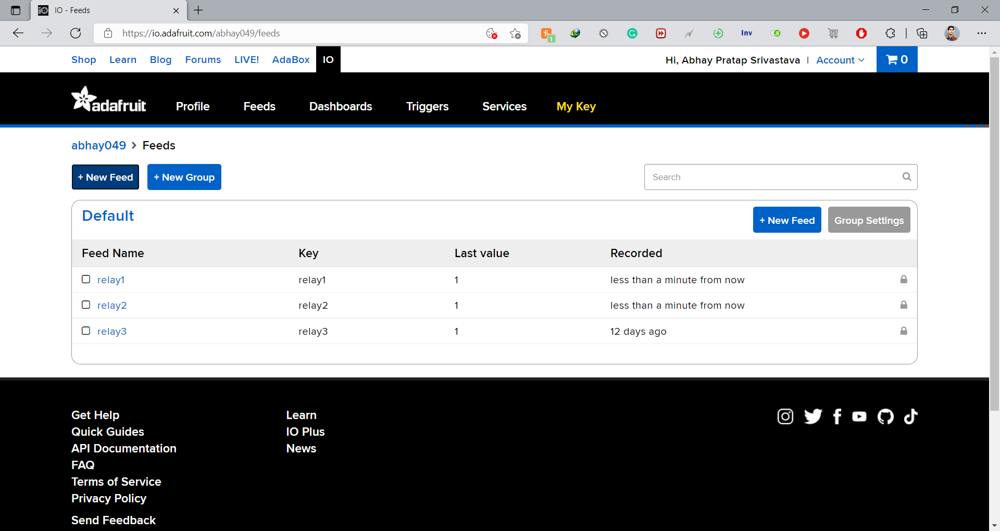 IO - Feeds
https://io.adafruit.com/abhay049/feeds
1
Inv
Shop Learn Blog Forums LIVE! AdaBox IO
Hi, Abhay Pratap Srivastava | Account 0
adafruit Profile Feeds Dashboards Triggers Services My Key
abhay049 > Feeds
+ New Feed + New Group Search
Default
+ New Feed Group Settings
Feed Name Key Last value Recorded
relay1 relay1 1 less than a minute from now
relay2 relay2 1 less than a minute from now
relay3 relay3 1 12 days ago
Get Help Learn
Quick Guides IO Plus
API Documentation News
FAQ
Terms of Service
Privacy Policy
Send Feedback